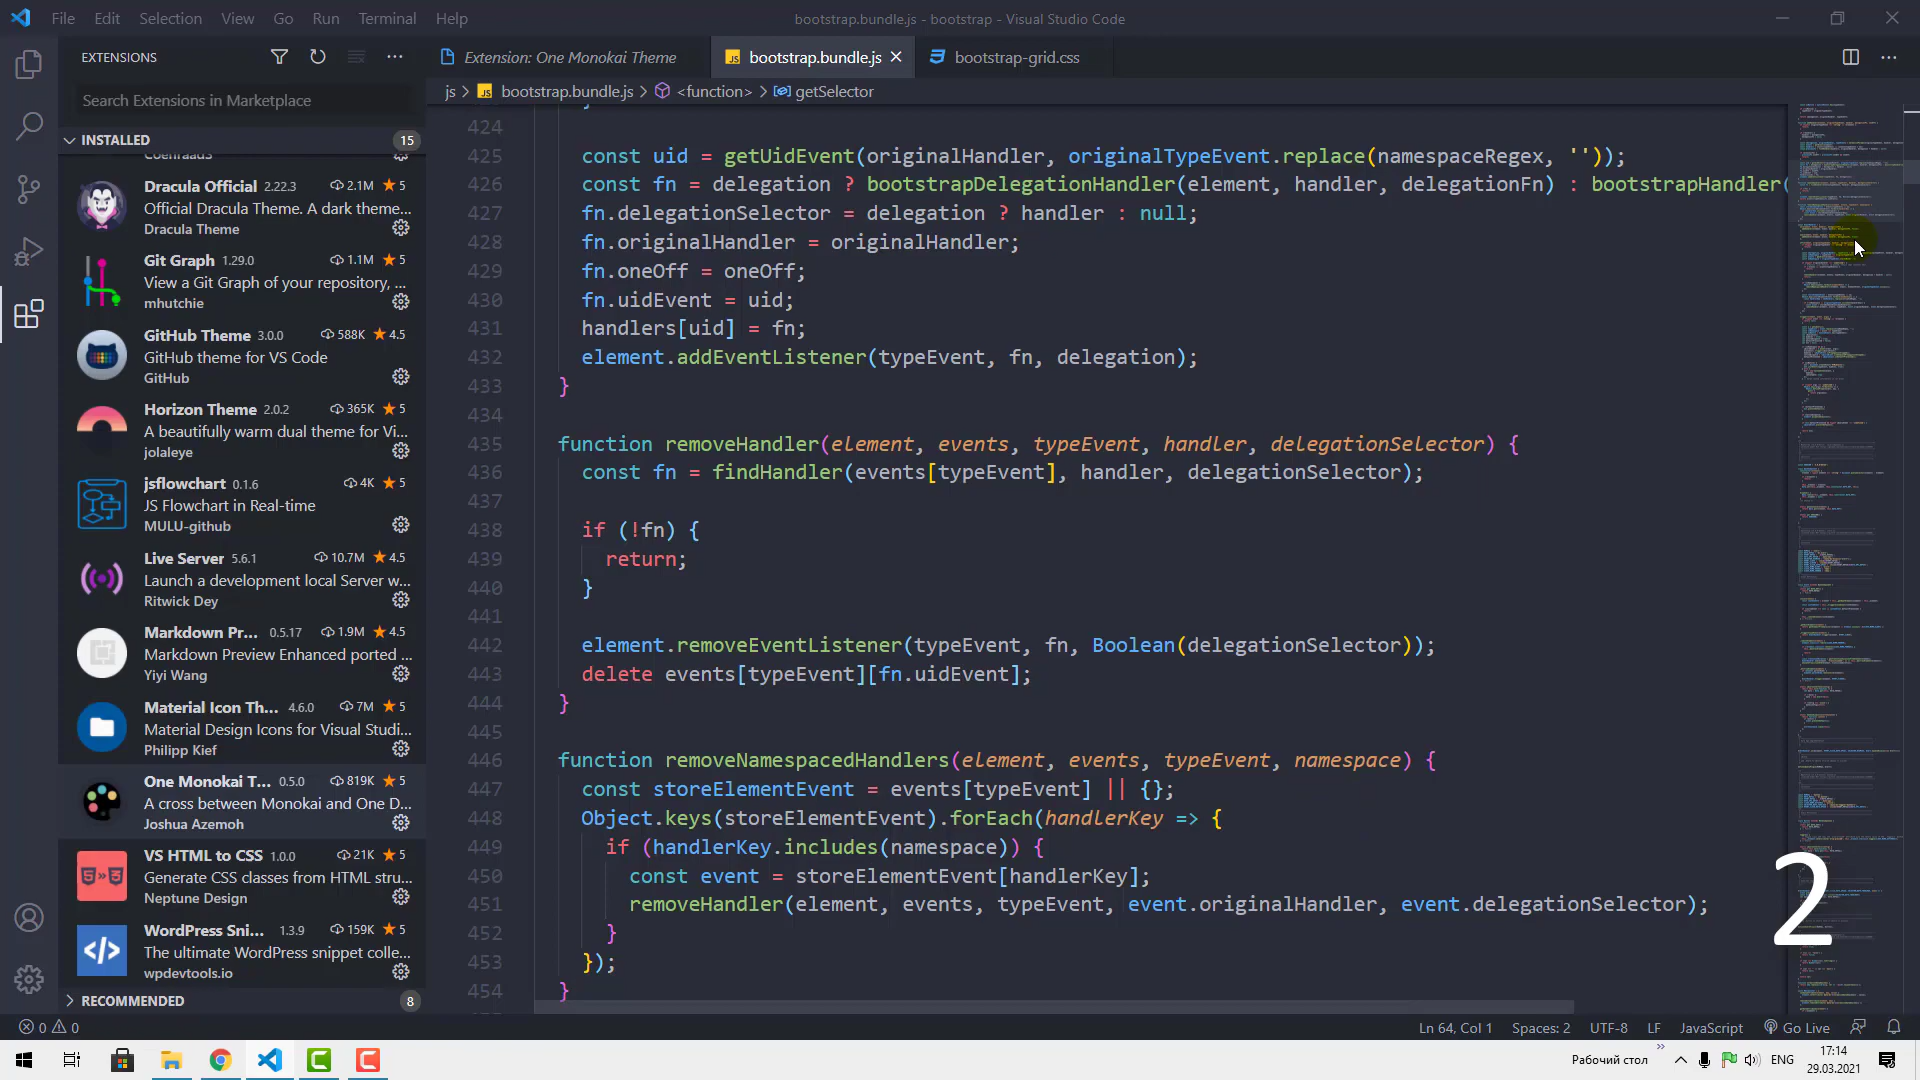 File Edit Selection View Go Run Terminal Help
bootstrap.bundle.js - bootstrap - Visual Studio Code
EXTENSIONS
Extension: One Monokai Theme
bootstrap.bundle.js
bootstrap-grid.css
Search Extensions in Marketplace
js > bootstrap.bundle.js > <function> > getSelector
INSTALLED 15
Dracula Official 2.22.3 2.1M 5
Official Dracula Theme. A dark theme...
Dracula Theme
Git Graph 1.29.0 1.1M 5
View a Git Graph of your repository, ...
mhutchie
GitHub Theme 3.0.0 588K 4.5
GitHub theme for VS Code
GitHub
Horizon Theme 2.0.2 365K 5
A beautifully warm dual theme for Vi...
jolaleye
jsflowchart 0.1.6 4K 5
JS Flowchart in Real-time
MULU-github
Live Server 5.6.1 10.7M 4.5
Launch a development local Server w...
Ritwick Dey
Markdown Pr... 0.5.17 1.9M 4.5
Markdown Preview Enhanced ported ...
Yiyi Wang
Material Icon Th... 4.6.0 7M 5
Material Design Icons for Visual Studi...
Philipp Kief
One Monokai T... 0.5.0 819K 5
A cross between Monokai and One D...
Joshua Azemoh
VS HTML to CSS 1.0.0 21K 5
Generate CSS classes from HTML stru...
Neptune Design
WordPress Sni... 1.3.9 159K 5
The ultimate WordPress snippet colle...
wpdevtools.io
RECOMMENDED 8
424
425 const uid = getUidEvent(originalHandler, originalTypeEvent.replace(namespaceRegex, ''));
426 const fn = delegation ? bootstrapDelegationHandler(element, handler, delegationFn) : bootstrapHandler(
427 fn.delegationSelector = delegation ? handler : null;
428 fn.originalHandler = originalHandler;
429 fn.oneOff = oneOff;
430 fn.uidEvent = uid;
431 handlers[uid] = fn;
432 element.addEventListener(typeEvent, fn, delegation);
433 }
434
435 function removeHandler(element, events, typeEvent, handler, delegationSelector) {
436 const fn = findHandler(events[typeEvent], handler, delegationSelector);
437
438 if (!fn) {
439 return;
440 }
441
442 element.removeEventListener(typeEvent, fn, Boolean(delegationSelector));
443 delete events[typeEvent][fn.uidEvent];
444 }
445
446 function removeNamespacedHandlers(element, events, typeEvent, namespace) {
447 const storeElementEvent = events[typeEvent] || {};
448 Object.keys(storeElementEvent).forEach(handlerKey => {
449 if (handlerKey.includes(namespace)) {
450 const event = storeElementEvent[handlerKey];
451 removeHandler(element, events, typeEvent, event.originalHandler, event.delegationSelector);
452 }
453 });
454 }
2
0 0
Ln 64, Col 1 Spaces: 2 UTF-8 LF JavaScript Go Live
Рабочий стол
ENG
17:14
29.03.2021